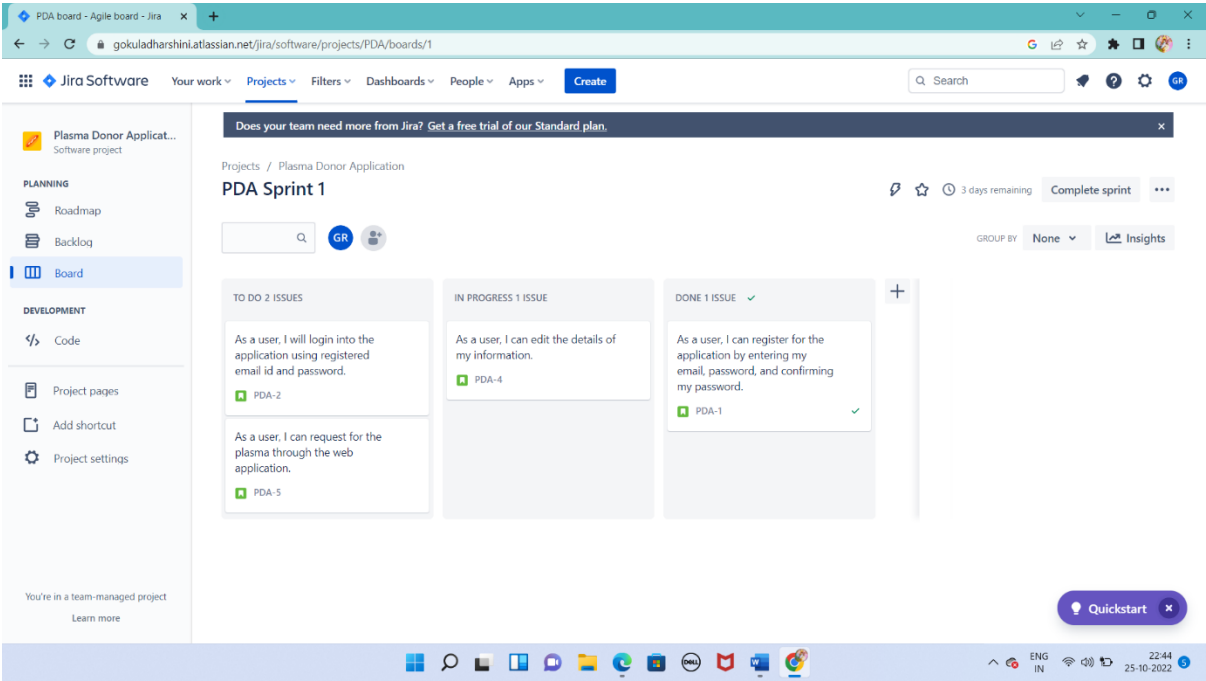 PDA board - Agile board - Jira
gokuladharshini.atlassian.net/jira/software/projects/PDA/boards/1
G
Jira Software Your work Projects Filters Dashboards People Apps Create Search GR
Does your team need more from Jira? Get a free trial of our Standard plan.
Plasma Donor Applicat...
Software project
PLANNING
Roadmap
Backlog
Board
DEVELOPMENT
Code
Project pages
Add shortcut
Project settings
You're in a team-managed project
Learn more
Projects / Plasma Donor Application
PDA Sprint 1
3 days remaining Complete sprint
GR
GROUP BY None Insights
TO DO 2 ISSUES
As a user, I will login into the
application using registered
email id and password.
PDA-2
As a user, I can request for the
plasma through the web
application.
PDA-5
IN PROGRESS 1 ISSUE
As a user, I can edit the details of
my information.
PDA-4
DONE 1 ISSUE
As a user, I can register for the
application by entering my
email, password, and confirming
my password.
PDA-1
Quickstart
DELL
W
ENG
IN
22:44
25-10-2022
5